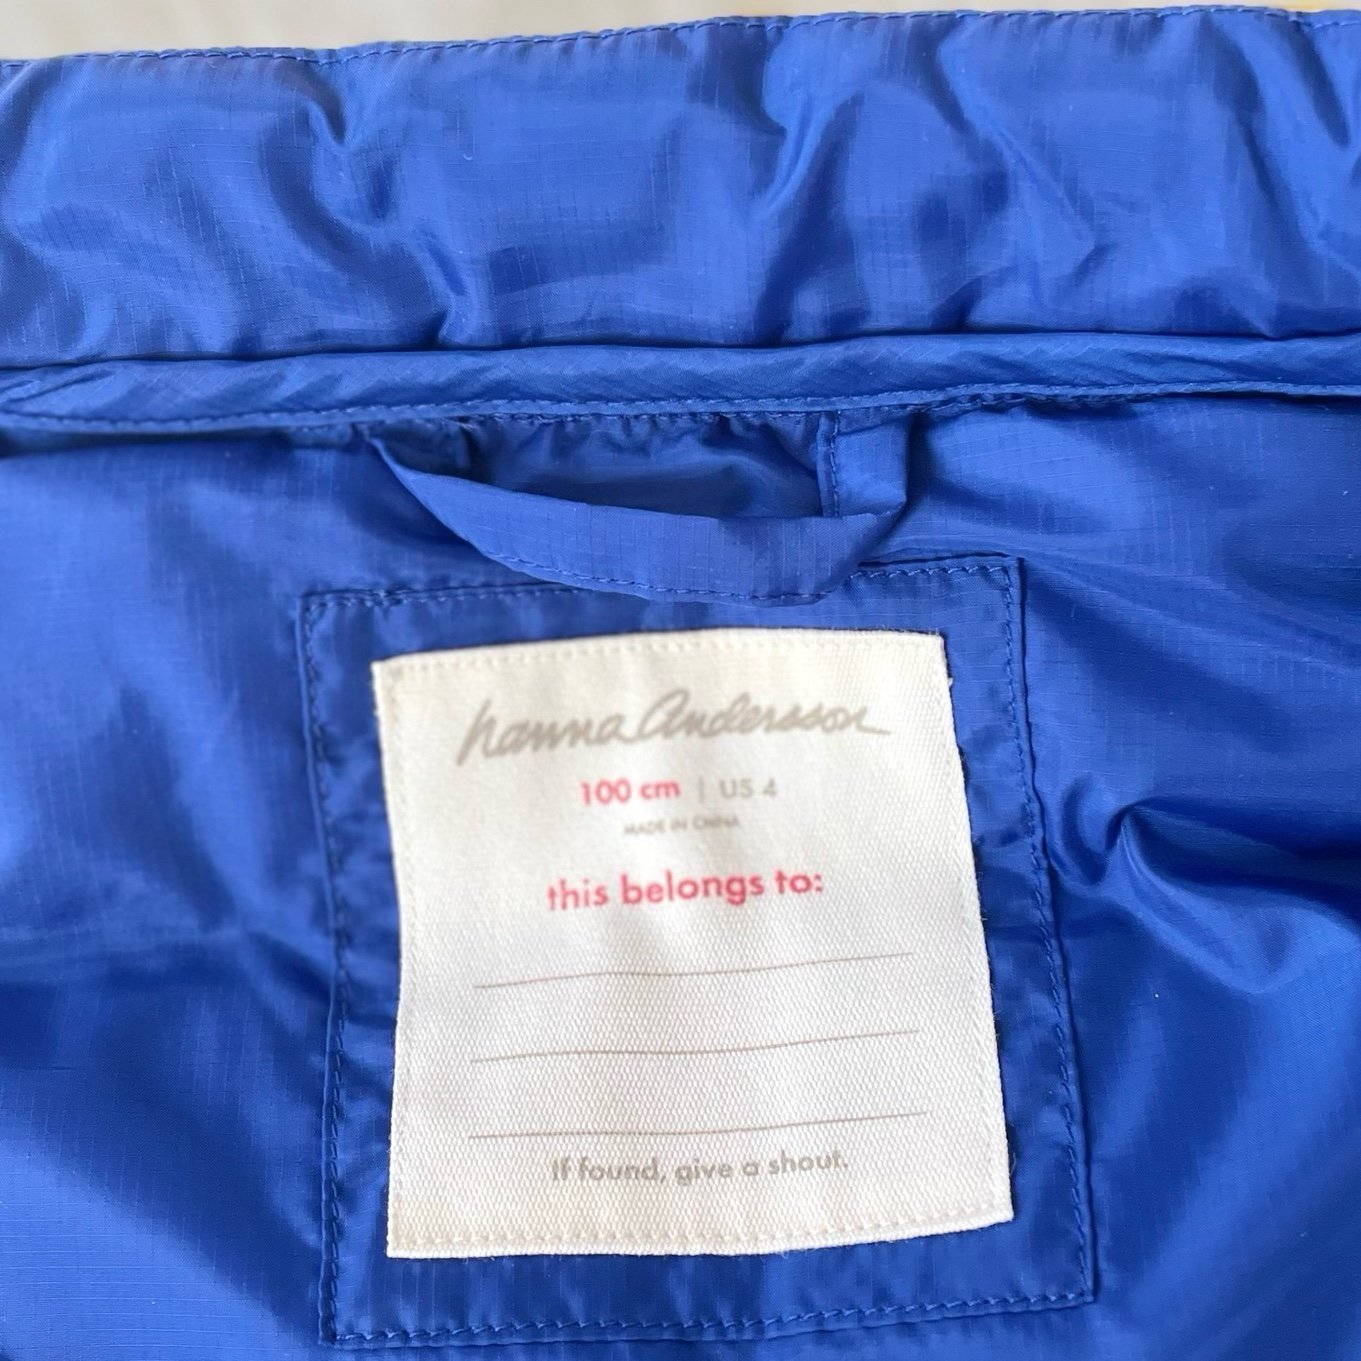 hanna andersson
100 cm | US 4
MADE IN CHINA
this belongs to:
If found, give a shout.